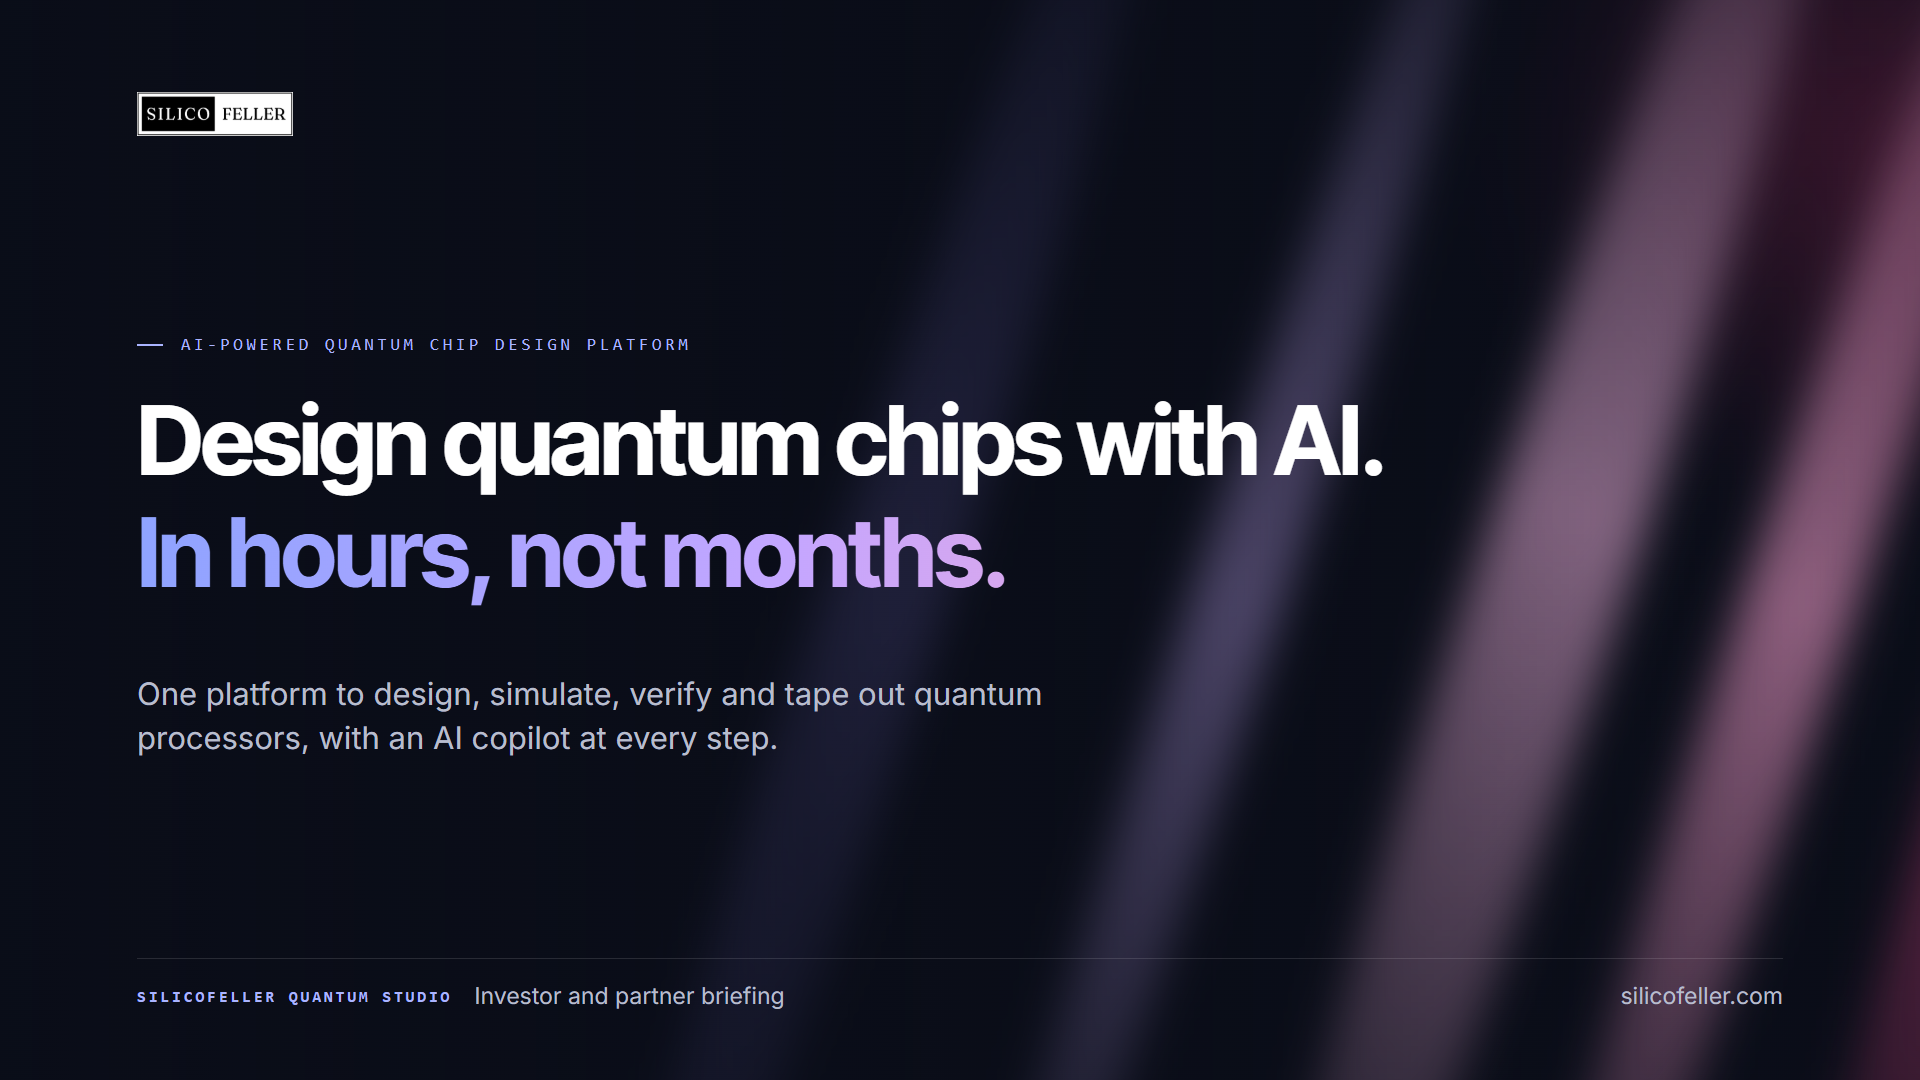 SILICO FELLER
— AI-POWERED QUANTUM CHIP DESIGN PLATFORM
Design quantum chips with AI.
In hours, not months.
One platform to design, simulate, verify and tape out quantum
processors, with an AI copilot at every step.
SILICOFELLER QUANTUM STUDIO Investor and partner briefing silicofeller.com